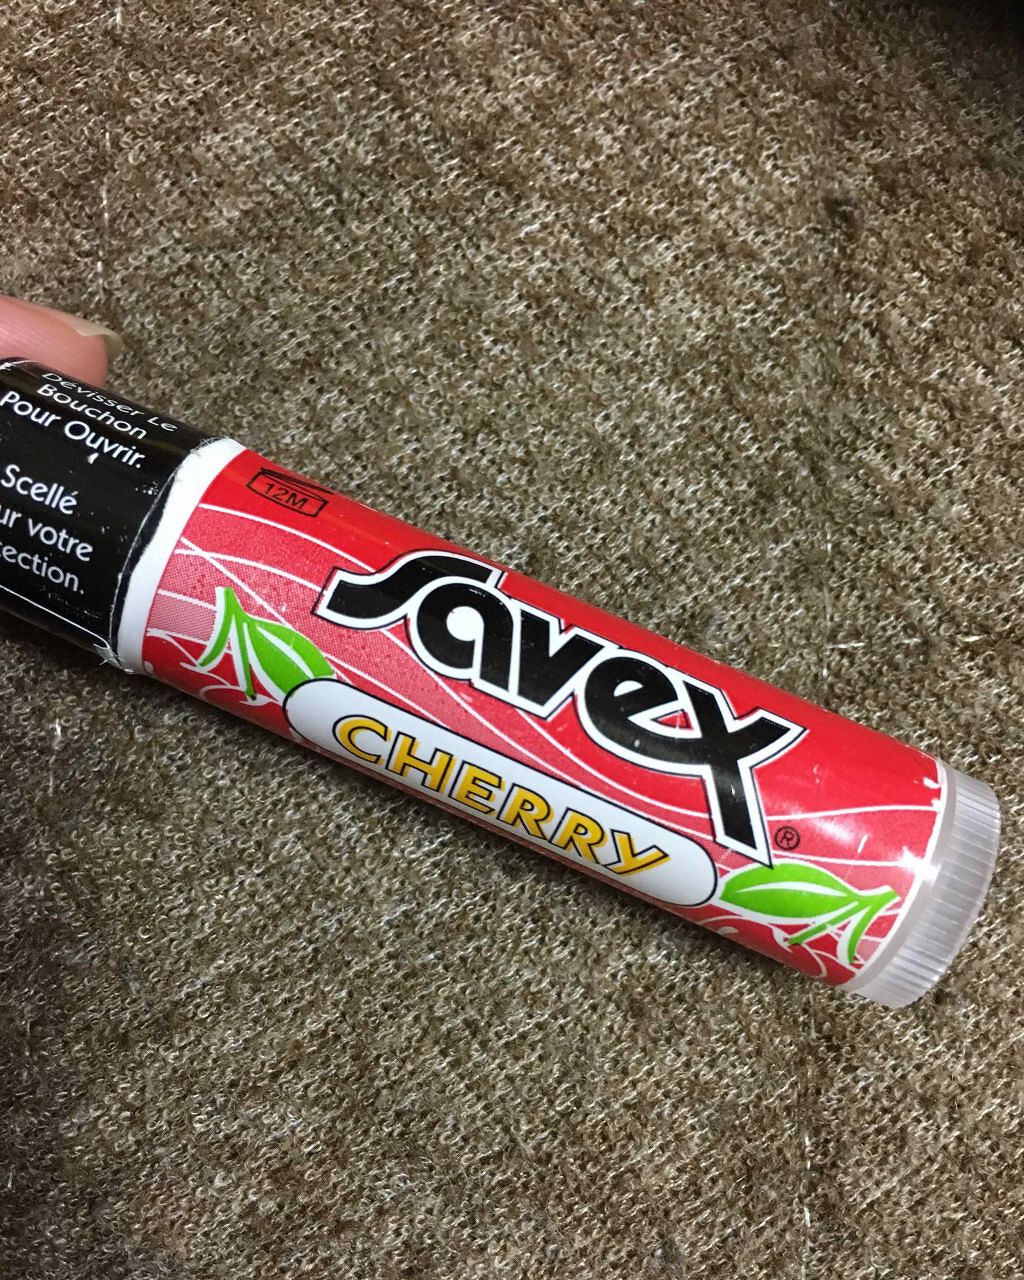 Dévisser Le
Bouchon
Pour Ouvrir.
Scellé
votre
12M
Savex®
CHERRY